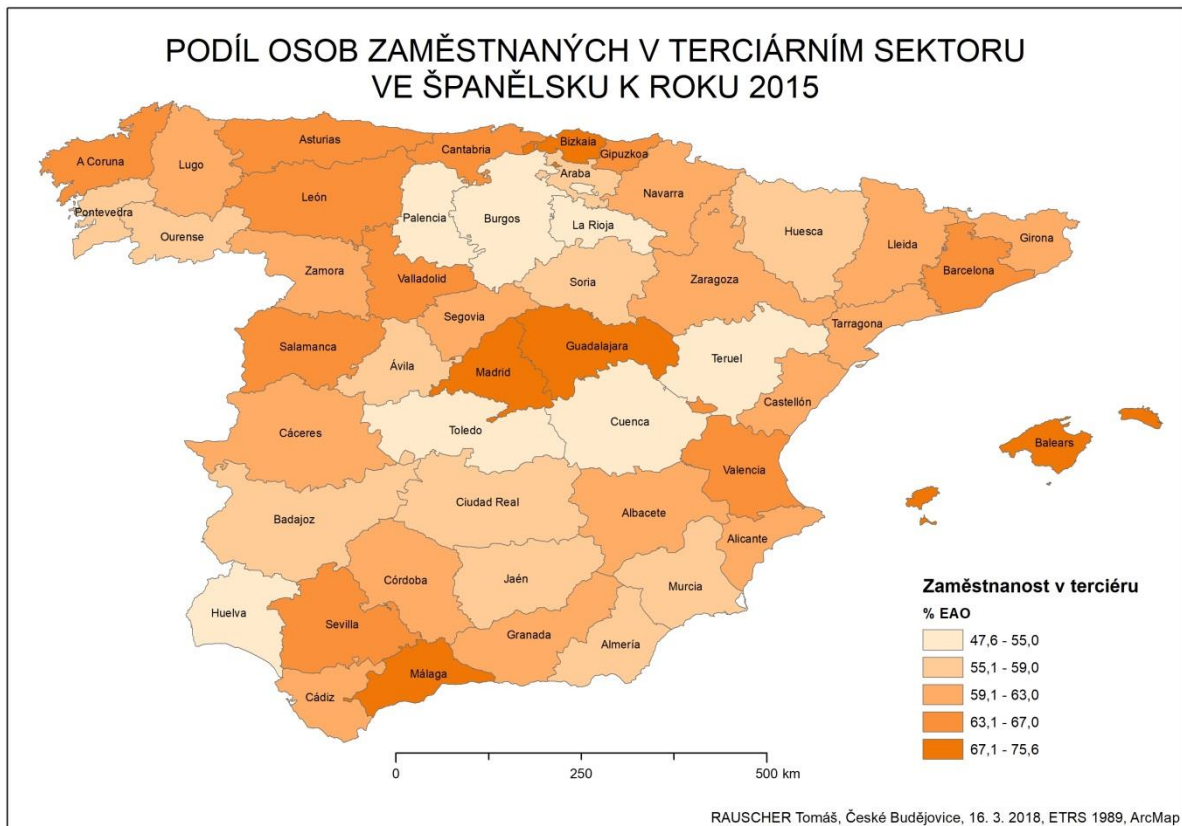 PODÍL OSOB ZAMĚSTNANÝCH V TERCIÁRNÍM SEKTORU
VE ŠPANĚLSKU K ROKU 2015
A Coruna
Lugo
Asturias
Cantabria
Bizkaia
Gipuzkoa
Araba
Navarra
Pontevedra
Ourense
León
Palencia
Burgos
La Rioja
Huesca
Lleida
Girona
Barcelona
Zamora
Valladolid
Soria
Zaragoza
Tarragona
Segovia
Salamanca
Ávila
Madrid
Guadalajara
Teruel
Castellón
Cáceres
Toledo
Cuenca
Valencia
Balears
Badajoz
Ciudad Real
Albacete
Alicante
Huelva
Sevilla
Córdoba
Jaén
Murcia
Granada
Almería
Málaga
Cádiz
Zaměstnanost v terciéru
% EAO
47,6 - 55,0
55,1 - 59,0
59,1 - 63,0
63,1 - 67,0
67,1 - 75,6
0 250 500 km
RAUSCHER Tomáš, České Budějovice, 16. 3. 2018, ETRS 1989, ArcMap